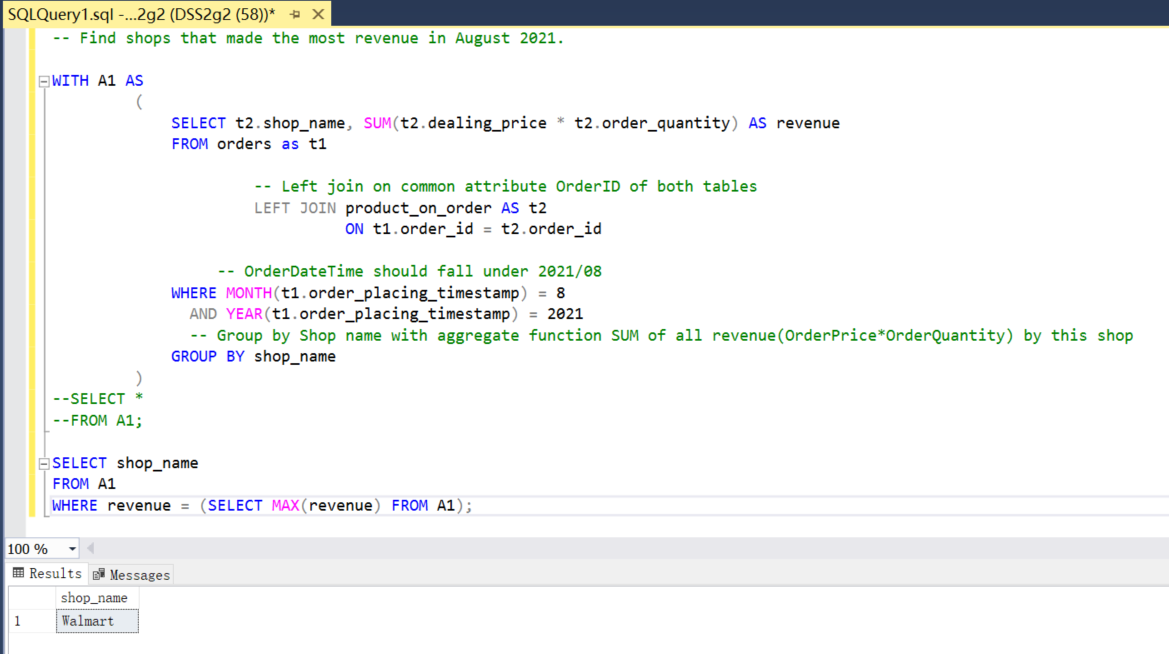 SQLQuery1.sql -...2g2 (DSS2g2 (58))*
-- Find shops that made the most revenue in August 2021.
WITH A1 AS
(
SELECT t2.shop_name, SUM(t2.dealing_price * t2.order_quantity) AS revenue
FROM orders as t1
-- Left join on common attribute OrderID of both tables
LEFT JOIN product_on_order AS t2
ON t1.order_id = t2.order_id
-- OrderDateTime should fall under 2021/08
WHERE MONTH(t1.order_placing_timestamp) = 8
AND YEAR(t1.order_placing_timestamp) = 2021
-- Group by Shop name with aggregate function SUM of all revenue(OrderPrice*OrderQuantity) by this shop
GROUP BY shop_name
)
--SELECT *
--FROM A1;
SELECT shop_name
FROM A1
WHERE revenue = (SELECT MAX(revenue) FROM A1);
100 %
Results Messages
shop_name
1 Walmart